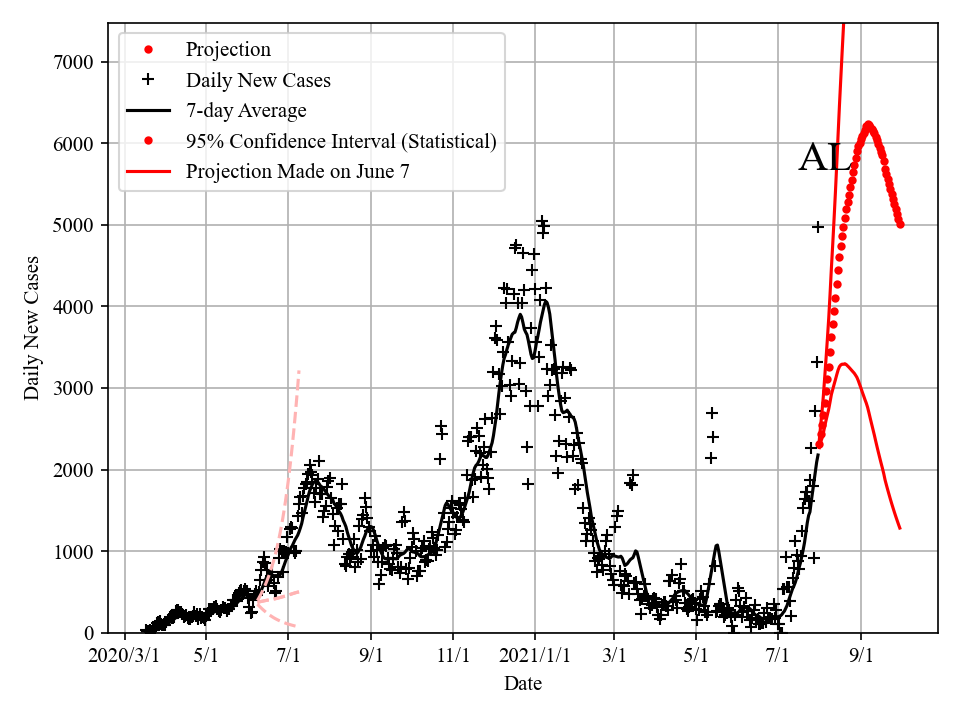 7000
6000
5000
4000
3000
2000
1000
0
Daily New Cases
Projection
Daily New Cases
7-day Average
95% Confidence Interval (Statistical)
Projection Made on June 7
AL
2020/3/1 5/1 7/1 9/1 11/1 2021/1/1 3/1 5/1 7/1 9/1
Date